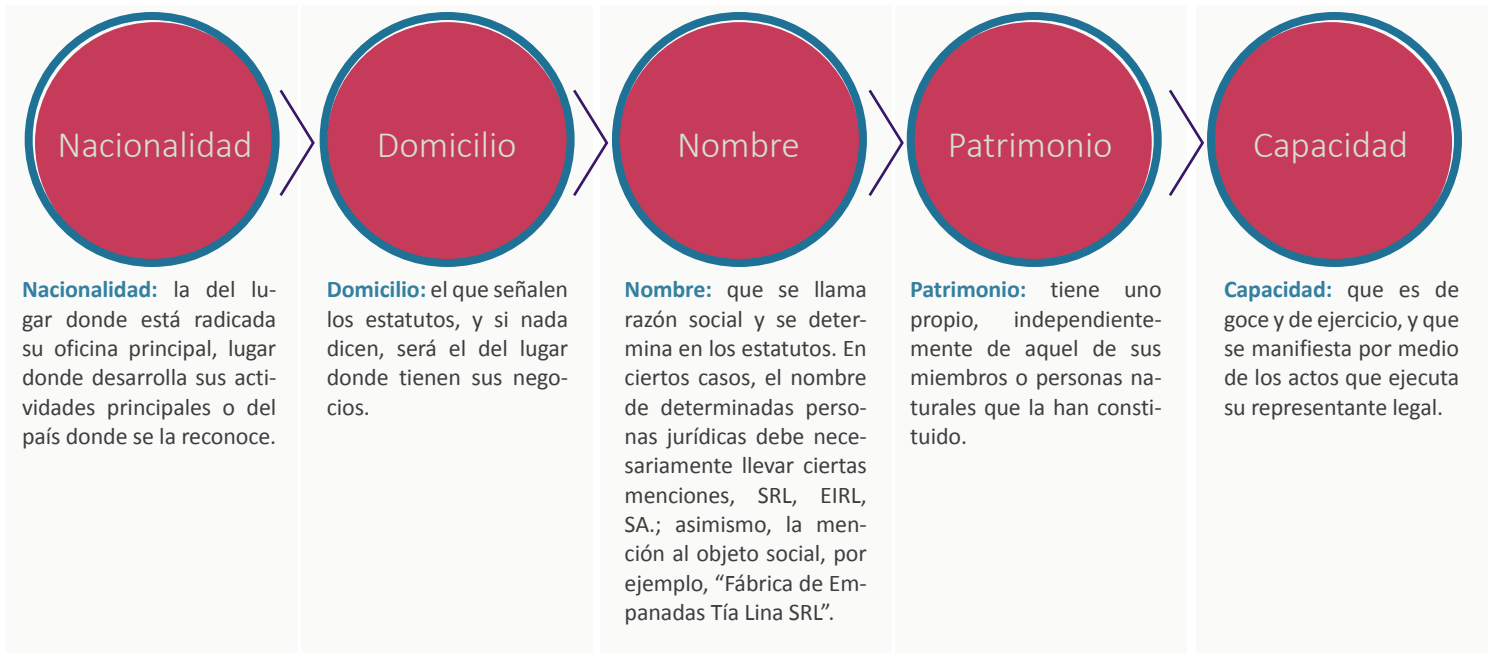 Nacionalidad
Domicilio
Nombre
Patrimonio
Capacidad
Nacionalidad: la del lu-
gar donde está radicada
su oficina principal, lugar
donde desarrolla sus acti-
vidades principales o del
país donde se la reconoce.
Domicilio: el que señalen
los estatutos, y si nada
dicen, será el del lugar
donde tienen sus nego-
cios.
Nombre: que se llama
razón social y se deter-
mina en los estatutos. En
ciertos casos, el nombre
de determinadas perso-
nas jurídicas debe nece-
sariamente llevar ciertas
menciones, SRL, EIRL,
SA.; asimismo, la men-
ción al objeto social, por
ejemplo, “Fábrica de Em-
panadas Tía Lina SRL”.
Patrimonio: tiene uno
propio, independiente-
mente de aquel de sus
miembros o personas na-
turales que la han consti-
tuido.
Capacidad: que es de
goce y de ejercicio, y que
se manifiesta por medio
de los actos que ejecuta
su representante legal.